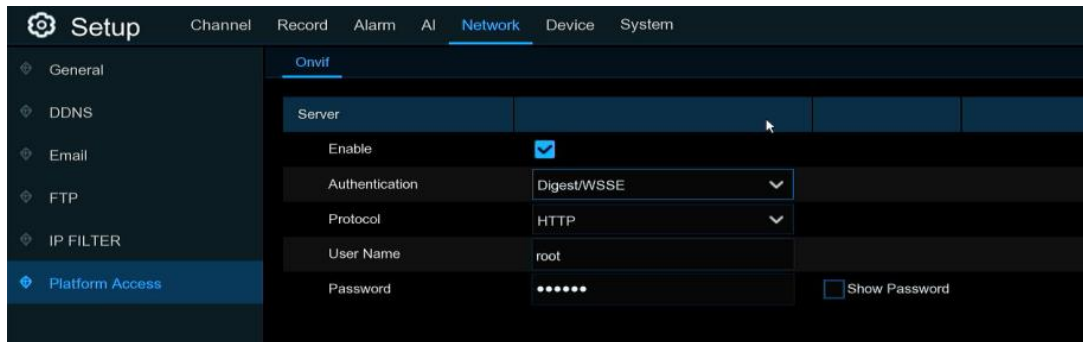 Setup Channel Record Alarm AI Network Device System
General
DDNS
Email
FTP
IP FILTER
Platform Access
Onvif
Server
Enable
Authentication Digest/WSSE
Protocol HTTP
User Name root
Password ●●●●●● Show Password